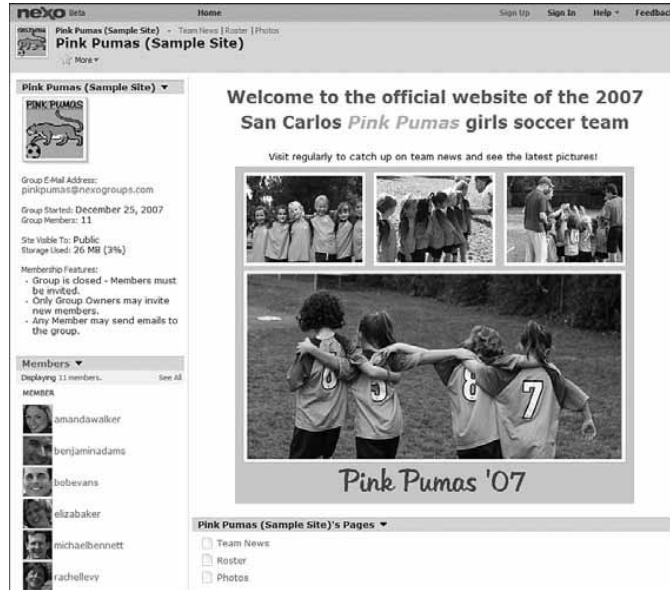 nexo Beta
Home
Sign Up
Sign In
Help
Feedbac
Pink Pumas (Sample Site) - Team News | Roster | Photos
Pink Pumas (Sample Site)
More
Pink Pumas (Sample Site)
PINK PUMAS
Group E-Mail Address:
pinkpumas@nexogroups.com
Group Started: December 25, 2007
Group Members: 11
Site Visible To: Public
Storage Used: 26 MB (3%)
Membership Features:
- Group is closed - Members must
be invited.
- Only Group Owners may invite
new members.
- Any Member may send emails to
the group.
Members
Displaying 11 members.
See All
MEMBER
amandawalker
benjaminadams
bobevans
elizabaker
michaelbennett
rachellevy
Welcome to the official website of the 2007
San Carlos Pink Pumas girls soccer team
Visit regularly to catch up on team news and see the latest pictures!
8
7
Pink Pumas '07
Pink Pumas (Sample Site)'s Pages
Team News
Roster
Photos